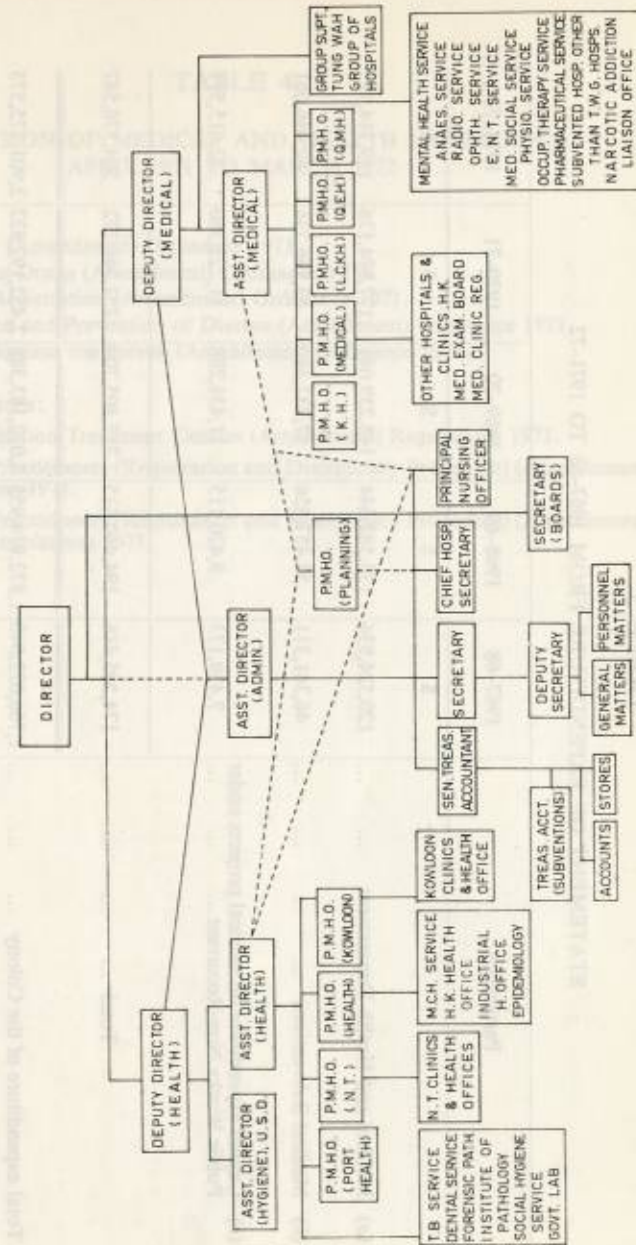 DIRECTOR
DEPUTY DIRECTOR
(HEALTH)
DEPUTY DIRECTOR
(MEDICAL)
ASST. DIRECTOR
(HYGIENE), U.S.D.
ASST. DIRECTOR
(HEALTH)
ASST. DIRECTOR
(ADMIN.)
ASST. DIRECTOR
(MEDICAL)
GROUP SUPT.
TUNG WAH
GROUP OF
HOSPITALS
P.M.H.O.
(PORT
HEALTH)
P.M.H.O.
(N.T.)
P.M.H.O.
(HEALTH)
P.M.H.O.
(KOWLOON)
P.M.H.O.
(PLANNING)
P.M.H.O.
(K.H.)
P.M.H.O.
(MEDICAL)
P.M.H.O.
(L.C.K.H.)
P.M.H.O.
(Q.E.H.)
P.M.H.O.
(Q.M.H.)
T.B. SERVICE
DENTAL SERVICE
FORENSIC PATH
INSTITUTE OF
PATHOLOGY
SOCIAL HYGIENE
SERVICE
GOVT. LAB
N.T. CLINICS
& HEALTH
OFFICES
M.C.H. SERVICE
H.K. HEALTH
OFFICE
INDUSTRIAL
H. OFFICE
EPIDEMIOLOGY
KOWLOON
CLINICS
& HEALTH
OFFICE
SEN. TREAS.
ACCOUNTANT
SECRETARY
CHIEF HOSP.
SECRETARY
PRINCIPAL
NURSING
OFFICER
OTHER HOSPITALS &
CLINICS, H.K.
MED. EXAM. BOARD
MED. CLINIC REG.
MENTAL HEALTH SERVICE
ANAES. SERVICE
RADIO. SERVICE
OPHTH. SERVICE
E. N. T. SERVICE
MED. SOCIAL SERVICE
PHYSIO. SERVICE
OCCUP. THERAPY SERVICE
PHARMACEUTICAL SERVICE
SUBVENTED HOSP. OTHER
THAN T.W.G. HOSPS.
NARCOTIC ADDICTION
LIAISON OFFICE
TREAS. ACCT.
(SUBVENTIONS)
DEPUTY
SECRETARY
SECRETARY
(BOARDS)
ACCOUNTS
STORES
GENERAL
MATTERS
PERSONNEL
MATTERS